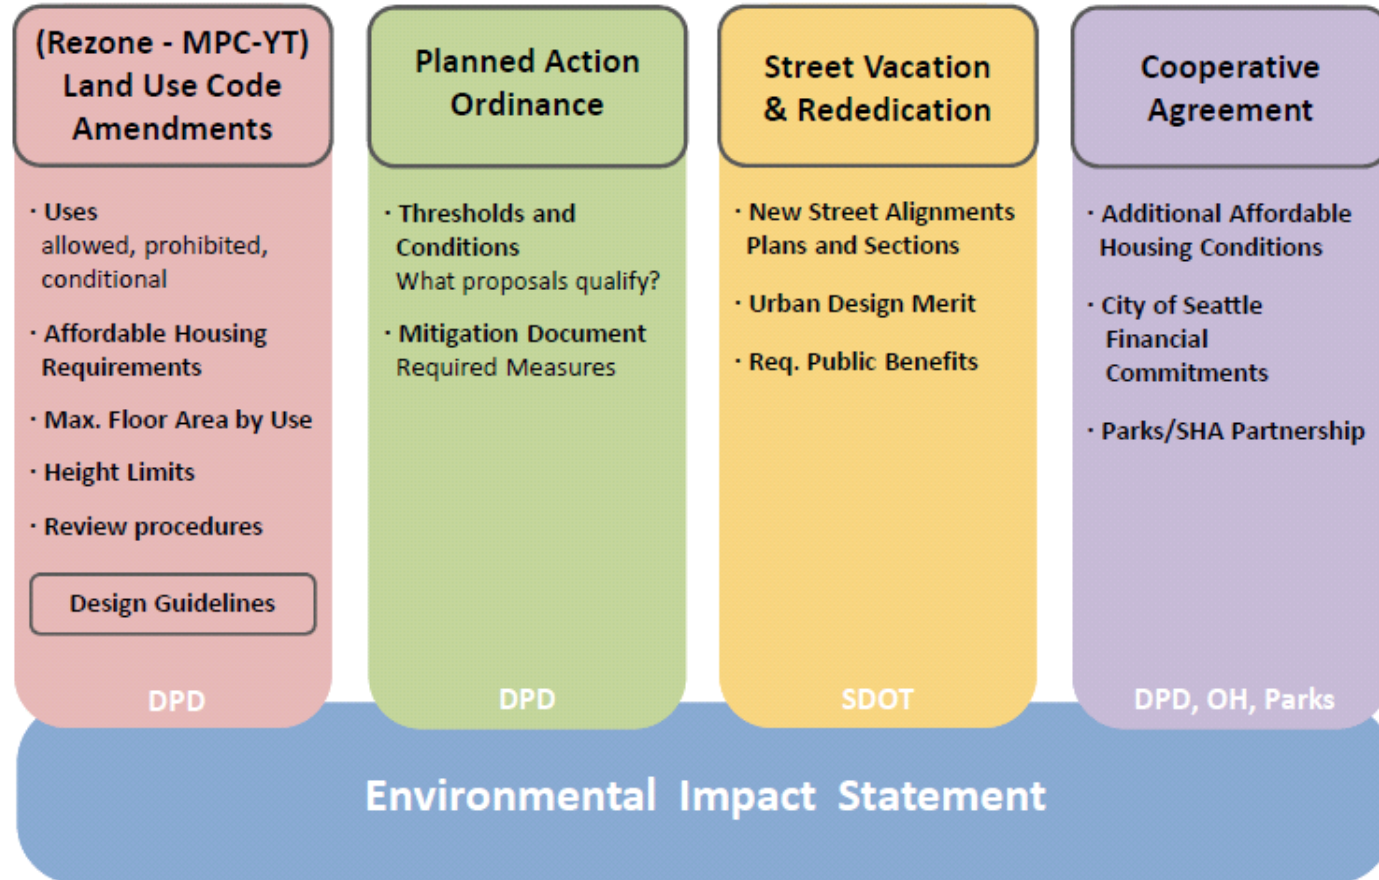 (Rezone - MPC-YT)
Land Use Code
Amendments
· Uses
allowed, prohibited,
conditional
· Affordable Housing
Requirements
· Max. Floor Area by Use
· Height Limits
· Review procedures
Design Guidelines
DPD
Planned Action
Ordinance
· Thresholds and
Conditions
What proposals qualify?
· Mitigation Document
Required Measures
DPD
Street Vacation
& Rededication
· New Street Alignments
Plans and Sections
· Urban Design Merit
· Req. Public Benefits
SDOT
Cooperative
Agreement
· Additional Affordable
Housing Conditions
· City of Seattle
Financial
Commitments
· Parks/SHA Partnership
DPD, OH, Parks
Environmental Impact Statement